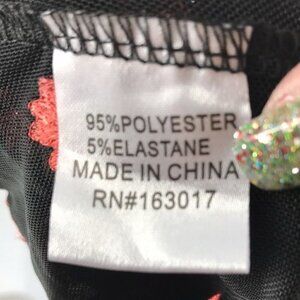 95%POLYESTER
5%ELASTANE
MADE IN CHINA
RN#163017